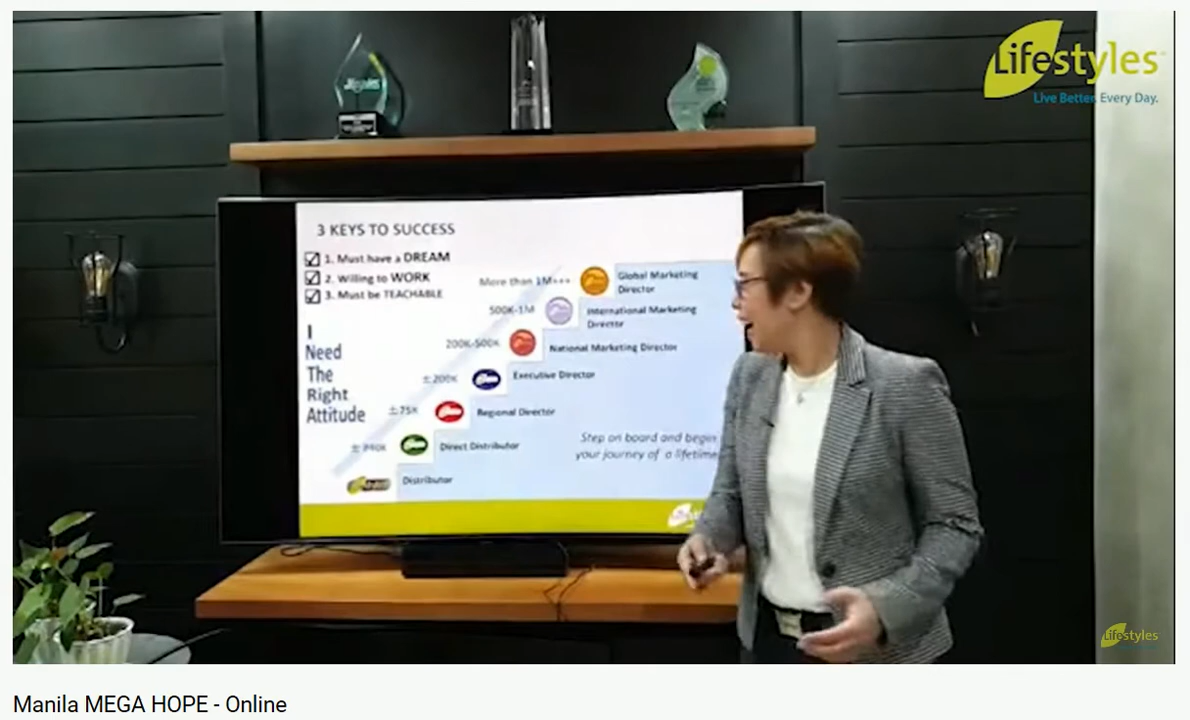 Lifestyles
Live Better Every Day.
3 KEYS TO SUCCESS
1. Must have a DREAM
2. Willing to WORK
3. Must be TEACHABLE
I
Need
The
Right
Attitude
More than 1M+++
Global Marketing
Director
500K-1M
International Marketing
Director
200K-500K
National Marketing Director
±200K
Executive Director
±75K
Regional Director
Direct Distributor
Distributor
Step on board and begin
your journey of a lifetime
Lifestyles
Manila MEGA HOPE - Online